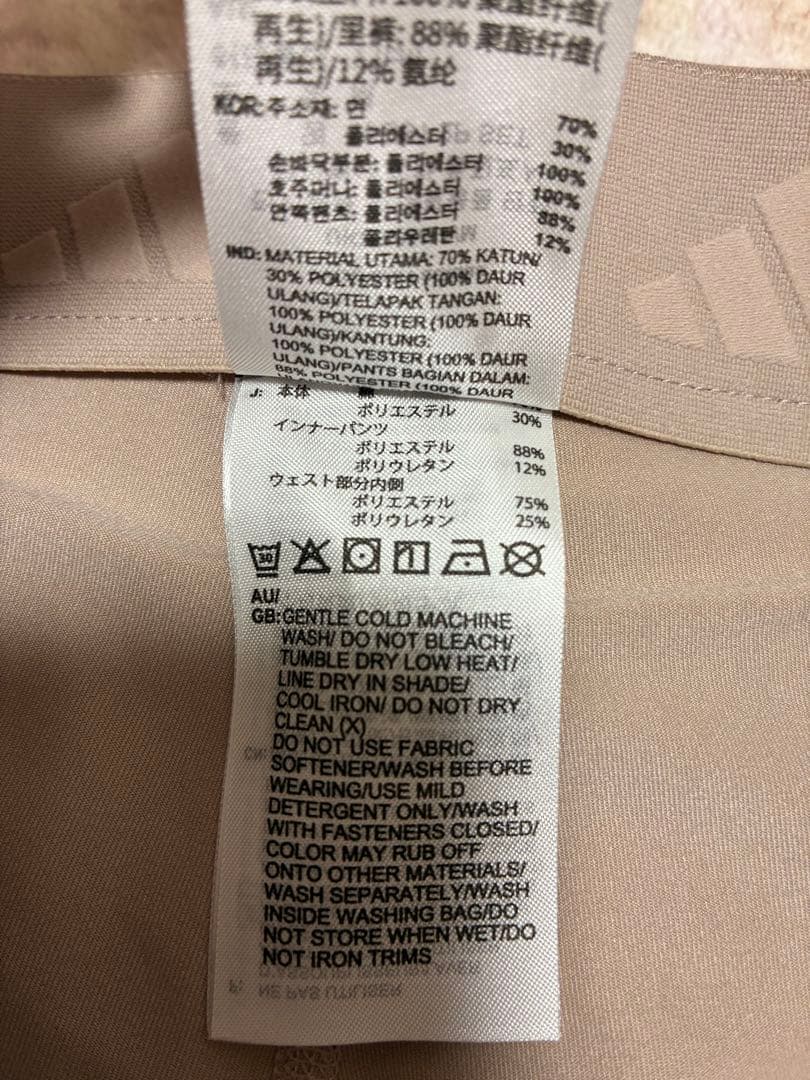 再生)/里裤: 88% 聚酯纤维(
再生)/12% 氨纶
KOR: 주소재: 면 70%
폴리에스터 30%
손바닥부분: 폴리에스터 100%
호주머니: 폴리에스터 100%
안쪽팬츠: 폴리에스터 88%
폴리우레탄 12%
IND: MATERIAL UTAMA: 70% KATUN/
30% POLYESTER (100% DAUR
ULANG)/TELAPAK TANGAN:
100% POLYESTER (100% DAUR
ULANG)/KANTUNG:
100% POLYESTER (100% DAUR
ULANG)/PANTS BAGIAN DALAM:
88% POLYESTER (100% DAUR
J: 本体
ポリエステル 30%
インナーパンツ
ポリエステル 88%
ポリウレタン 12%
ウェスト部分内側
ポリエステル 75%
ポリウレタン 25%
30
AU/
GB: GENTLE COLD MACHINE
WASH/ DO NOT BLEACH/
TUMBLE DRY LOW HEAT/
LINE DRY IN SHADE/
COOL IRON/ DO NOT DRY
CLEAN (X)
DO NOT USE FABRIC
SOFTENER/WASH BEFORE
WEARING/USE MILD
DETERGENT ONLY/WASH
WITH FASTENERS CLOSED/
COLOR MAY RUB OFF
ONTO OTHER MATERIALS/
WASH SEPARATELY/WASH
INSIDE WASHING BAG/DO
NOT STORE WHEN WET/DO
NOT IRON TRIMS